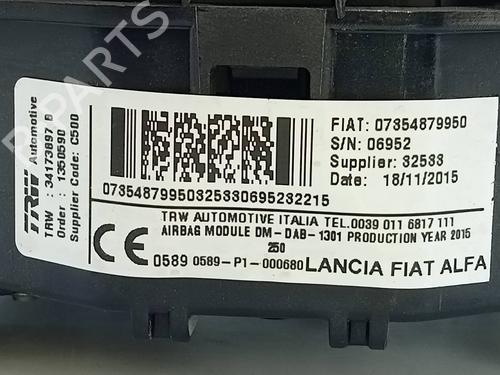 TRW Automotive
TRW : 34173897 B
Order : 1350590
Supplier Code: C500
FIAT: 07354879950
S/N: 06952
Supplier: 32533
Date: 18/11/2015
07354879950325330695232215
TRW AUTOMOTIVE ITALIA TEL.0039 011 6817 111
AIRBAG MODULE DM-DAB-1301 PRODUCTION YEAR 2015
250
CE 0589 0589-P1-000680 LANCIA FIAT ALFA
B-PARTS